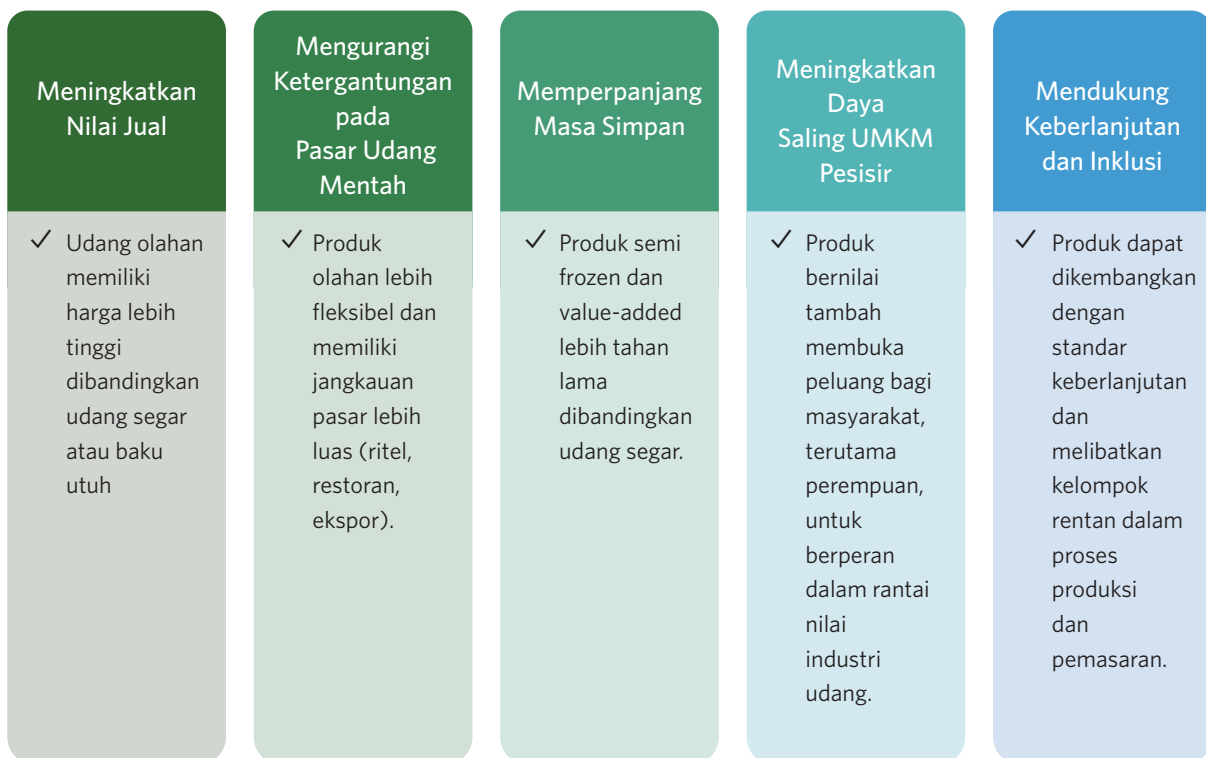 Meningkatkan
Nilai Jual
✓ Udang olahan
memiliki
harga lebih
tinggi
dibandingkan
udang segar
atau baku
utuh
Mengurangi
Ketergantungan
pada
Pasar Udang
Mentah
✓ Produk
olahan lebih
fleksibel dan
memiliki
jangkauan
pasar lebih
luas (ritel,
restoran,
ekspor).
Memperpanjang
Masa Simpan
✓ Produk semi
frozen dan
value-added
lebih tahan
lama
dibandingkan
udang segar.
Meningkatkan
Daya
Saling UMKM
Pesisir
✓ Produk
bernilai
tambah
membuka
peluang bagi
masyarakat,
terutama
perempuan,
untuk
berperan
dalam rantai
nilai
industri
udang.
Mendukung
Keberlanjutan
dan Inklusi
✓ Produk dapat
dikembangkan
dengan
standar
keberlanjutan
dan
melibatkan
kelompok
rentan dalam
proses
produksi
dan
pemasaran.